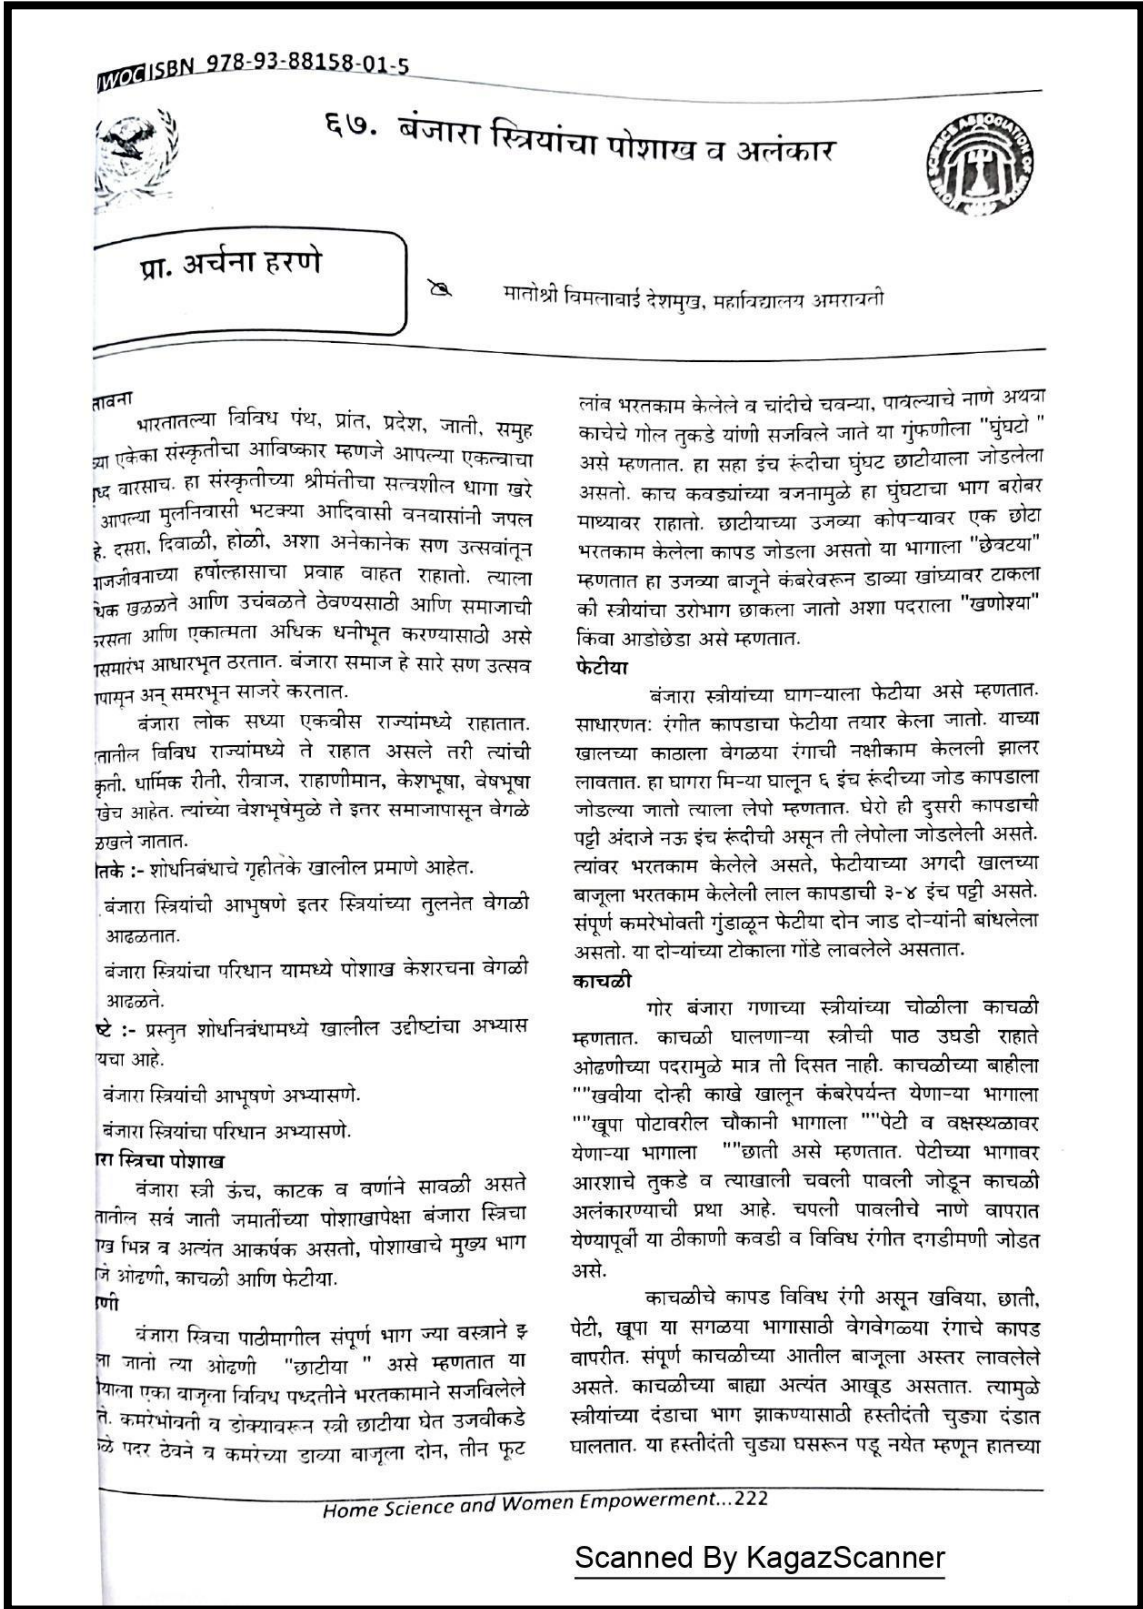 IWOC ISBN 978-93-88158-01-5
६७. बंजारा स्त्रियांचा पोशाख व अलंकार
HOME SCIENCE ASSOCIATION OF INDIA
प्रा. अर्चना हरणे
मातोश्री विमलाबाई देशमुख, महाविद्यालय अमरावती
तावना
भारतातल्या विविध पंथ, प्रांत, प्रदेश, जाती, समुह
च्या एकेका संस्कृतीचा आविष्कार म्हणजे आपल्या एकत्वाचा
ध्द वारसाच. हा संस्कृतीच्या श्रीमंतीचा सत्वशील धागा खरे
आपल्या मुलनिवासी भटक्या आदिवासी वनवासांनी जपल
हे. दसरा, दिवाळी, होळी, अशा अनेकानेक सण उत्सवांतून
ाजजीवनाच्या हर्षोल्हासाचा प्रवाह वाहत राहातो. त्याला
धिक खळळते आणि उचंबळते ठेवण्यासाठी आणि समाजाची
रसता आणि एकात्मता अधिक धनीभूत करण्यासाठी असे
ासमारंभ आधारभूत ठरतात. बंजारा समाज हे सारे सण उत्सव
ापासून अन् समरभून साजरे करतात.
बंजारा लोक सध्या एकवीस राज्यांमध्ये राहातात.
तातील विविध राज्यांमध्ये ते राहात असले तरी त्यांची
कृती, धार्मिक रीती, रीवाज, राहाणीमान, केशभूषा, वेषभूषा
खेच आहेत. त्यांच्या वेशभूषेमुळे ते इतर समाजापासून वेगळे
ळखले जातात.
ीतके :- शोधनिबंधाचे गृहीतके खालील प्रमाणे आहेत.
बंजारा स्त्रियांची आभुषणे इतर स्त्रियांच्या तुलनेत वेगळी
आढळतात.
बंजारा स्त्रियांचा परिधान यामध्ये पोशाख केशरचना वेगळी
आढळते.
ष्टे :- प्रस्तृत शोधनिबंधामध्ये खालील उद्दीष्टांचा अभ्यास
यचा आहे.
बंजारा स्त्रियांची आभूषणे अभ्यासणे.
बंजारा स्त्रियांचा परिधान अभ्यासणे.
ारा स्त्रिचा पोशाख
बंजारा स्त्री ऊंच, काटक व वर्णाने सावळी असते
तातील सर्व जाती जमातींच्या पोशाखापेक्षा बंजारा स्त्रिचा
ाख भिन्न व अत्यंत आकर्षक असतो, पोशाखाचे मुख्य भाग
जे ओढणी, काचळी आणि फेटीया.
णी
बंजारा स्त्रिचा पाठीमागील संपूर्ण भाग ज्या वस्त्राने झ
ला जातो त्या ओढणी "छाटीया " असे म्हणतात या
ीयाला एका बाजूला विविध पध्दतीने भरतकामाने सजविलेले
ते. कमरेभोवती व डोक्यावरून स्त्री छाटीया घेत उजवीकडे
ळे पदर ठेवने व कमरेच्या डाव्या बाजूला दोन, तीन फूट
लांब भरतकाम केलेले व चांदीचे चवन्या, पावल्याचे नाणे अथवा
काचेचे गोल तुकडे यांणी सजविले जाते या गुंफणीला "घुंघटो "
असे म्हणतात. हा सहा इंच रूंदीचा घुंघट छाटीयाला जोडलेला
असतो. काच कवड्यांच्या वजनामुळे हा घुंघटाचा भाग बरोबर
माथ्यावर राहातो. छाटीयाच्या उजव्या कोपऱ्यावर एक छोटा
भरतकाम केलेला कापड जोडला असतो या भागाला "छेवटया"
म्हणतात हा उजव्या बाजूने कंबरेवरून डाव्या खांध्यावर टाकला
की स्त्रीयांचा उरोभाग छाकला जातो अशा पदराला "खणोश्या"
किंवा आडोछेडा असे म्हणतात.
फेटीया
बंजारा स्त्रीयांच्या घागऱ्याला फेटीया असे म्हणतात.
साधारणतः रंगीत कापडाचा फेटीया तयार केला जातो. याच्या
खालच्या काठाला वेगळया रंगाची नक्षीकाम केलली झालर
लावतात. हा घागरा मिऱ्या घालून ६ इंच रूंदीच्या जोड कापडाला
जोडल्या जातो त्याला लेपो म्हणतात. घेरो ही दुसरी कापडाची
पट्टी अंदाजे नऊ इंच रूंदीची असून ती लेपोला जोडलेली असते.
त्यांवर भरतकाम केलेले असते, फेटीयाच्या अगदी खालच्या
बाजूला भरतकाम केलेली लाल कापडाची ३-४ इंच पट्टी असते.
संपूर्ण कमरेभोवती गुंडाळून फेटीया दोन जाड दोऱ्यांनी बांधलेला
असतो. या दोऱ्यांच्या टोकाला गोंडे लावलेले असतात.
काचळी
गोर बंजारा गणाच्या स्त्रीयांच्या चोळीला काचळी
म्हणतात. काचळी घालणाऱ्या स्त्रीची पाठ उघडी राहाते
ओढणीच्या पदरामुळे मात्र ती दिसत नाही. काचळीच्या बाहीला
""खवीया दोन्ही काखे खालून कंबरेपर्यन्त येणाऱ्या भागाला
""खूपा पोटावरील चौकानी भागाला ""पेटी व वक्षस्थळावर
येणाऱ्या भागाला ""छाती असे म्हणतात. पेटीच्या भागावर
आरशाचे तुकडे व त्याखाली चवली पावली जोडून काचळी
अलंकारण्याची प्रथा आहे. चपली पावलीचे नाणे वापरात
येण्यापूर्वी या ठीकाणी कवडी व विविध रंगीत दगडीमणी जोडत
असे.
काचळीचे कापड विविध रंगी असून खविया, छाती,
पेटी, खूपा या सगळया भागासाठी वेगवेगळ्या रंगाचे कापड
वापरीत. संपूर्ण काचळीच्या आतील बाजूला अस्तर लावलेले
असते. काचळीच्या बाह्या अत्यंत आखूड असतात. त्यामुळे
स्त्रीयांच्या दंडाचा भाग झाकण्यासाठी हस्तीदंती चुड्या दंडात
घालतात. या हस्तीदंती चुड्या घसरून पडू नयेत म्हणून हातच्या
Home Science and Women Empowerment...222
Scanned By KagazScanner